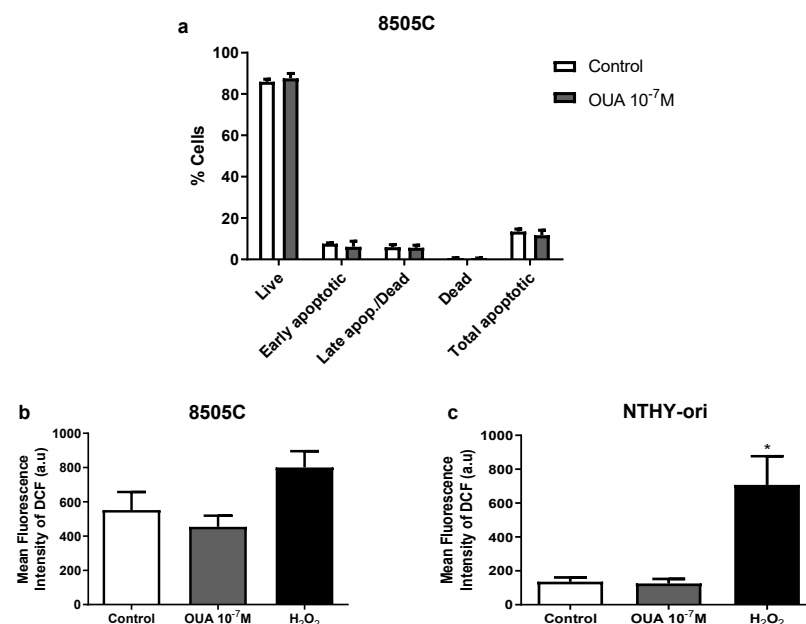 8505C
a
100
80
60
40
20
0
% Cells
Control
OUA 10⁻⁷M
Live
Early apoptotic
Late apop./Dead
Dead
Total apoptotic
b
8505C
1000
800
600
400
200
0
Mean Fluorescence
Intensity of DCF (a.u)
Control
OUA 10⁻⁷M
H₂O₂
c
NTHY-ori
1000
800
600
400
200
0
Mean Fluorescence
Intensity of DCF (a.u)
*
Control
OUA 10⁻⁷M
H₂O₂